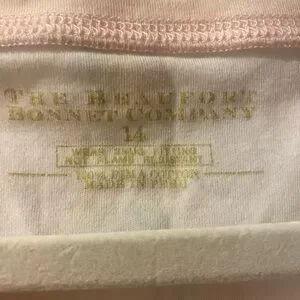 THE BEAUFORT
BONNET COMPANY
14
WEAR SNUG FITTING
NOT FLAME RESISTANT
100% PIMA COTTON
MADE IN PERU